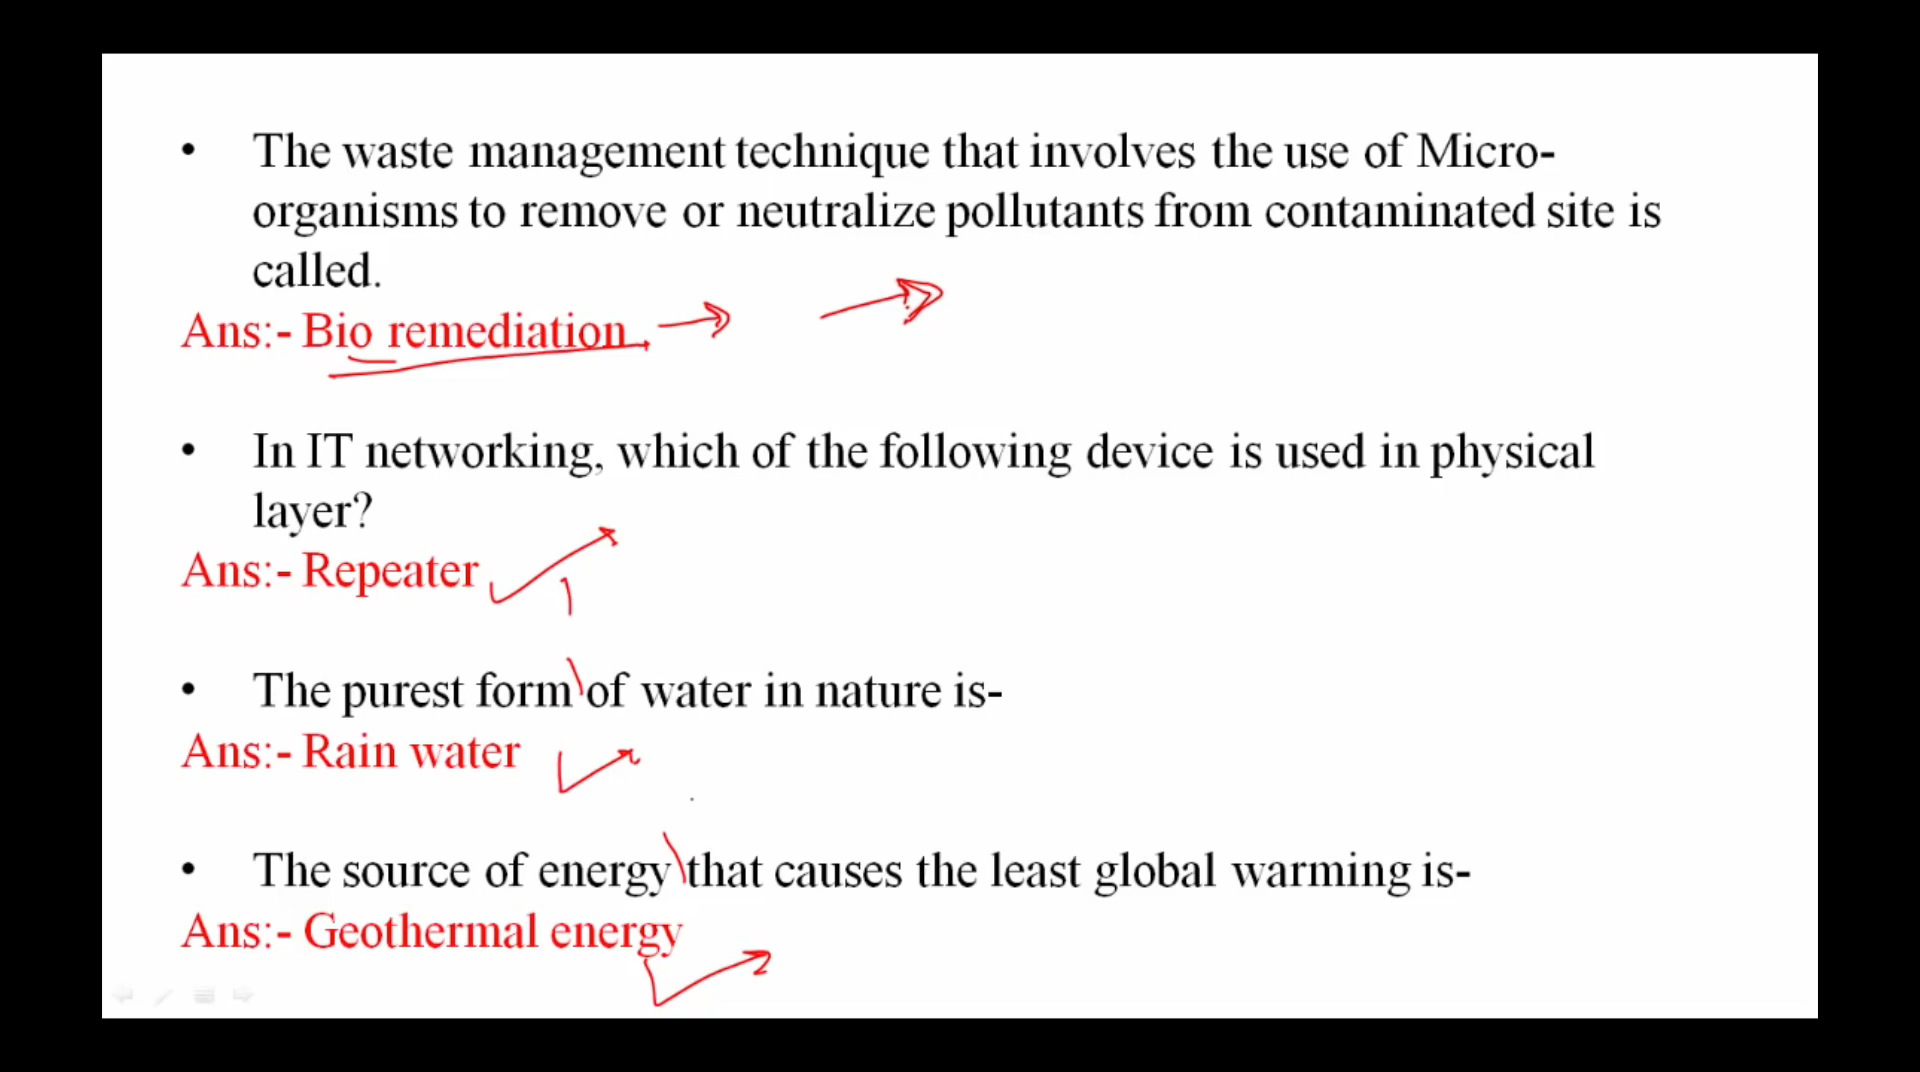 • The waste management technique that involves the use of Micro-
organisms to remove or neutralize pollutants from contaminated site is
called.
Ans:- Bio remediation
• In IT networking, which of the following device is used in physical
layer?
Ans:- Repeater
• The purest form of water in nature is-
Ans:- Rain water
• The source of energy that causes the least global warming is-
Ans:- Geothermal energy